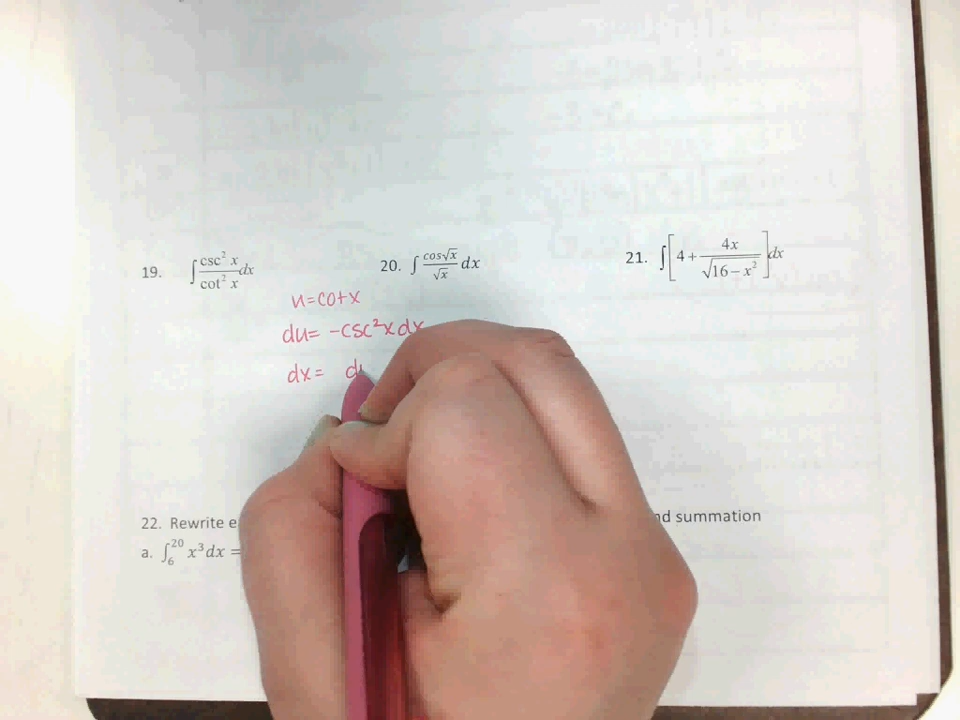 19. ∫ csc² x / cot² x dx
20. ∫ cos√x / √x dx
21. ∫ [4 + 4x / √16 − x²] dx
u = cot x
du = -csc²x dx
dx = du
22. Rewrite
summation
a. ∫₆²⁰ x³dx =